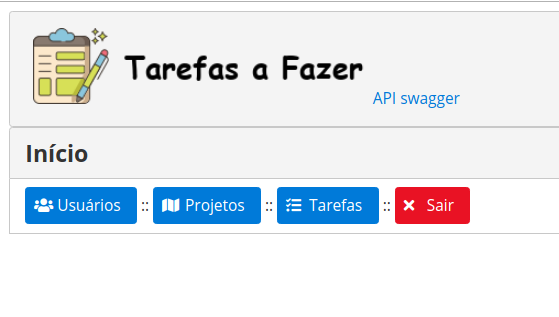 Tarefas a Fazer
API swagger
Início
Usuários :: Projetos :: Tarefas :: Sair